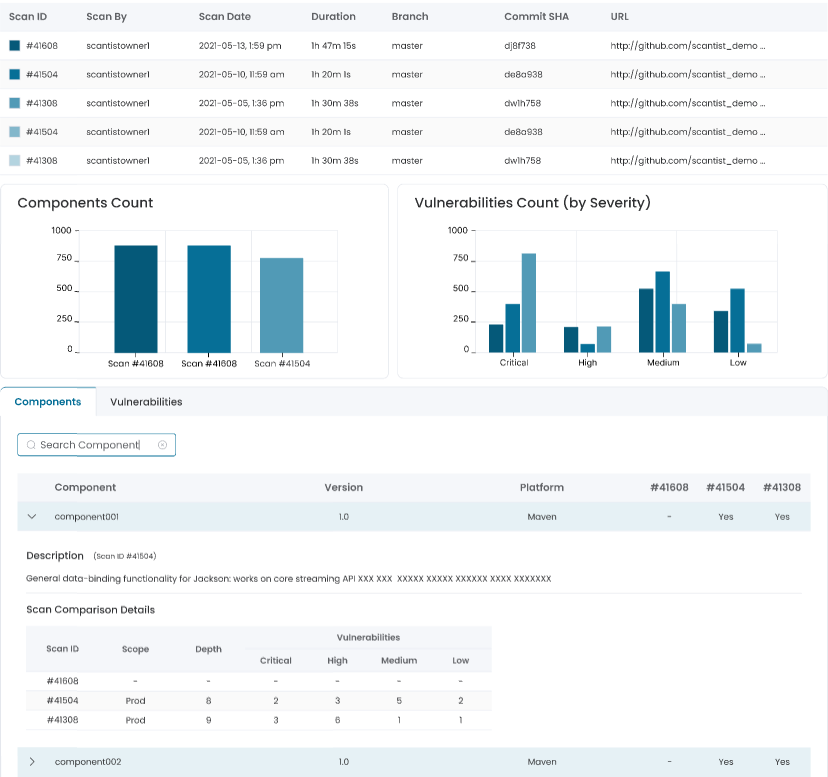 Scan ID Scan By Scan Date Duration Branch Commit SHA URL
#41608 scantistowner1 2021-05-13, 1:59 pm 1h 47m 15s master dj8f738 http://github.com/scantist_demo ...
#41504 scantistowner1 2021-05-10, 11:59 am 1h 20m 1s master de8a938 http://github.com/scantist_demo ...
#41308 scantistowner1 2021-05-05, 1:36 pm 1h 30m 38s master dw1h758 http://github.com/scantist_demo ...
#41504 scantistowner1 2021-05-10, 11:59 am 1h 20m 1s master de8a938 http://github.com/scantist_demo ...
#41308 scantistowner1 2021-05-05, 1:36 pm 1h 30m 38s master dw1h758 http://github.com/scantist_demo ...
Components Count
1000
750
500
250
0
Scan #41608 Scan #41608 Scan #41504
Vulnerabilities Count (by Severity)
1000
750
500
250
0
Critical High Medium Low
Components Vulnerabilities
Search Component
Component Version Platform #41608 #41504 #41308
component001 1.0 Maven - Yes Yes
Description (Scan ID #41504)
General data-binding functionality for Jackson: works on core streaming API XXX XXX XXXXX XXXXX XXXXXX XXXX XXXXXXX
Scan Comparison Details
Vulnerabilities
Scan ID Scope Depth
Critical High Medium Low
#41608 - - - - - -
#41504 Prod 8 2 3 5 2
#41308 Prod 9 3 6 1 1
component002 1.0 Maven - Yes Yes